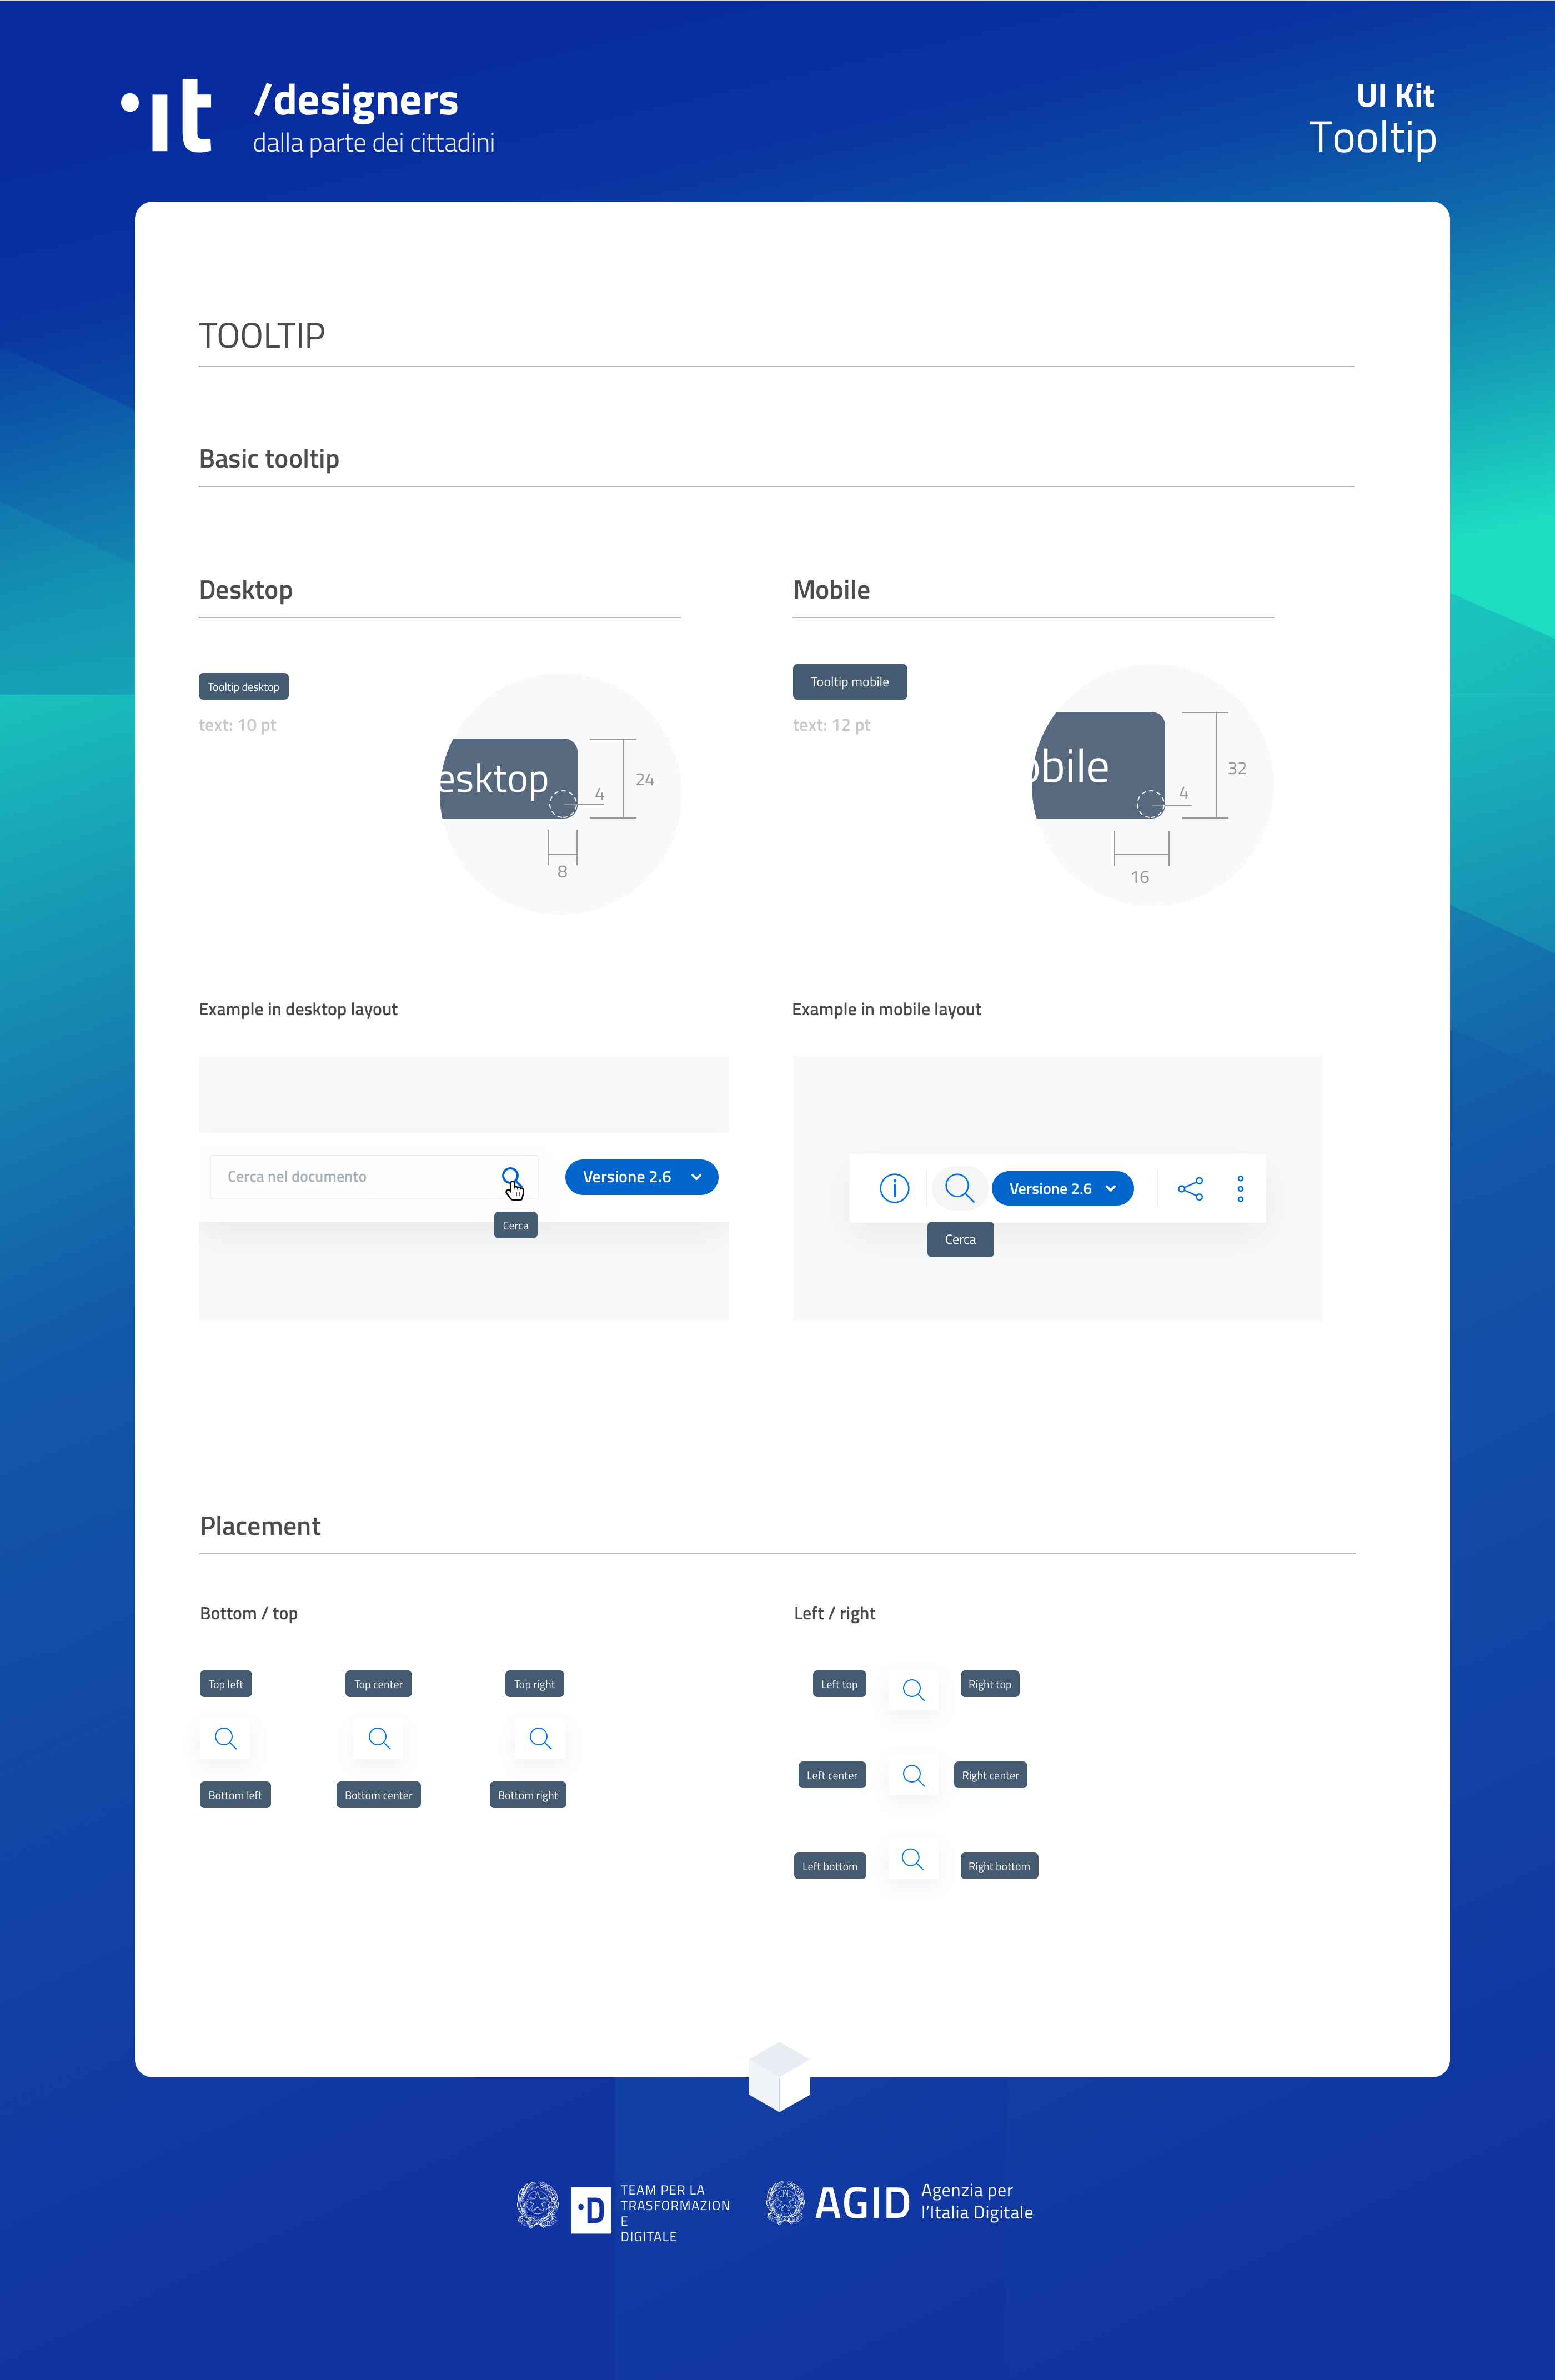 ·it
/designers
dalla parte dei cittadini
UI Kit
Tooltip
TOOLTIP
Basic tooltip
Desktop
Tooltip desktop
text: 10 pt
esktop
4
24
8
Mobile
Tooltip mobile
text: 12 pt
obile
4
32
16
Example in desktop layout
Cerca nel documento
Versione 2.6
Cerca
Example in mobile layout
Versione 2.6
Cerca
Placement
Bottom / top
Top left
Top center
Top right
Bottom left
Bottom center
Bottom right
Left / right
Left top
Right top
Left center
Right center
Left bottom
Right bottom
·D
TEAM PER LA
TRASFORMAZION
E
DIGITALE
AGID
Agenzia per
l’Italia Digitale